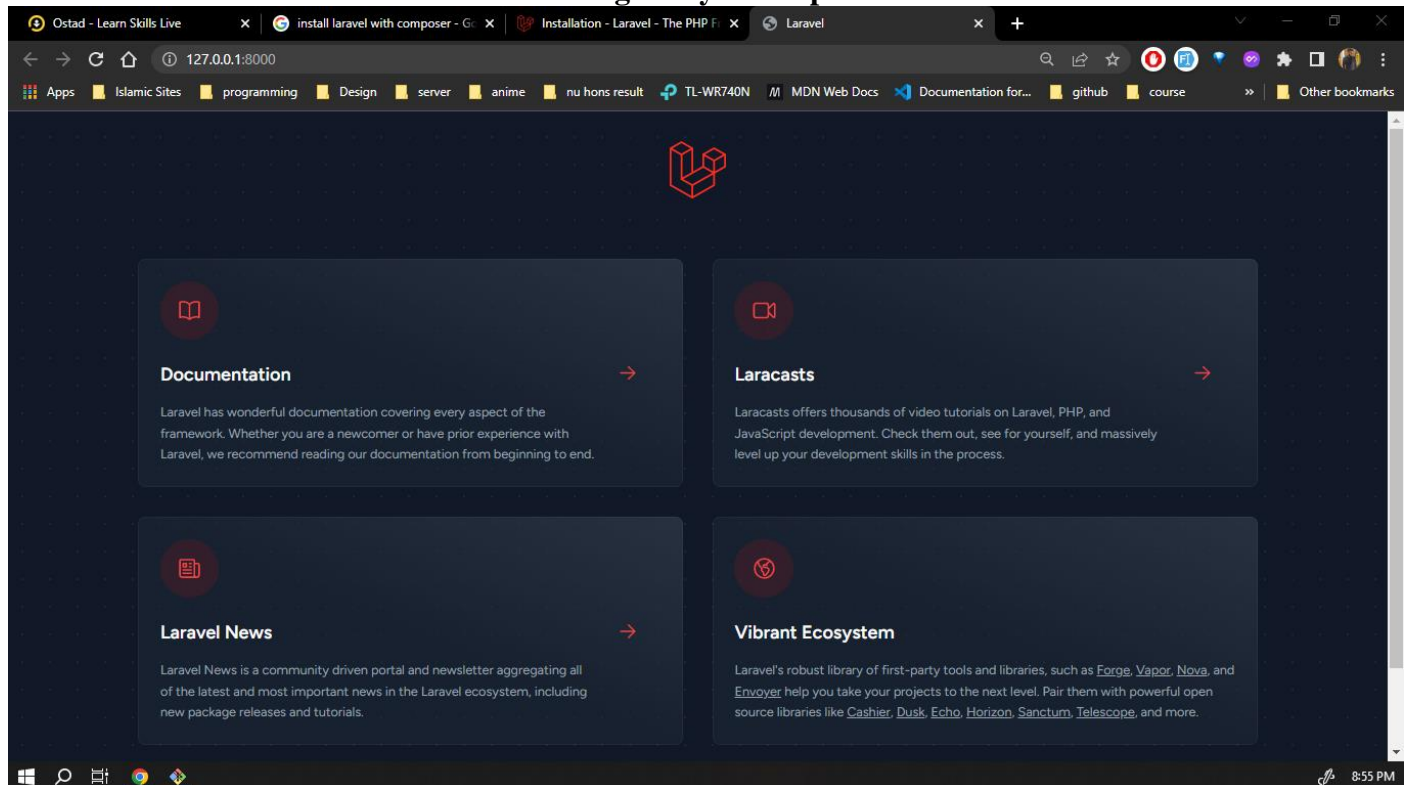 Ostad - Learn Skills Live
install laravel with composer - Go
Installation - Laravel - The PHP F
Laravel
127.0.0.1:8000
Apps
Islamic Sites
programming
Design
server
anime
nu hons result
TL-WR740N
MDN Web Docs
Documentation for...
github
course
»
Other bookmarks
Documentation
Laravel has wonderful documentation covering every aspect of the
framework. Whether you are a newcomer or have prior experience with
Laravel, we recommend reading our documentation from beginning to end.
Laracasts
Laracasts offers thousands of video tutorials on Laravel, PHP, and
JavaScript development. Check them out, see for yourself, and massively
level up your development skills in the process.
Laravel News
Laravel News is a community driven portal and newsletter aggregating all
of the latest and most important news in the Laravel ecosystem, including
new package releases and tutorials.
Vibrant Ecosystem
Laravel's robust library of first-party tools and libraries, such as Forge, Vapor, Nova, and
Envoyer help you take your projects to the next level. Pair them with powerful open
source libraries like Cashier, Dusk, Echo, Horizon, Sanctum, Telescope, and more.
8:55 PM